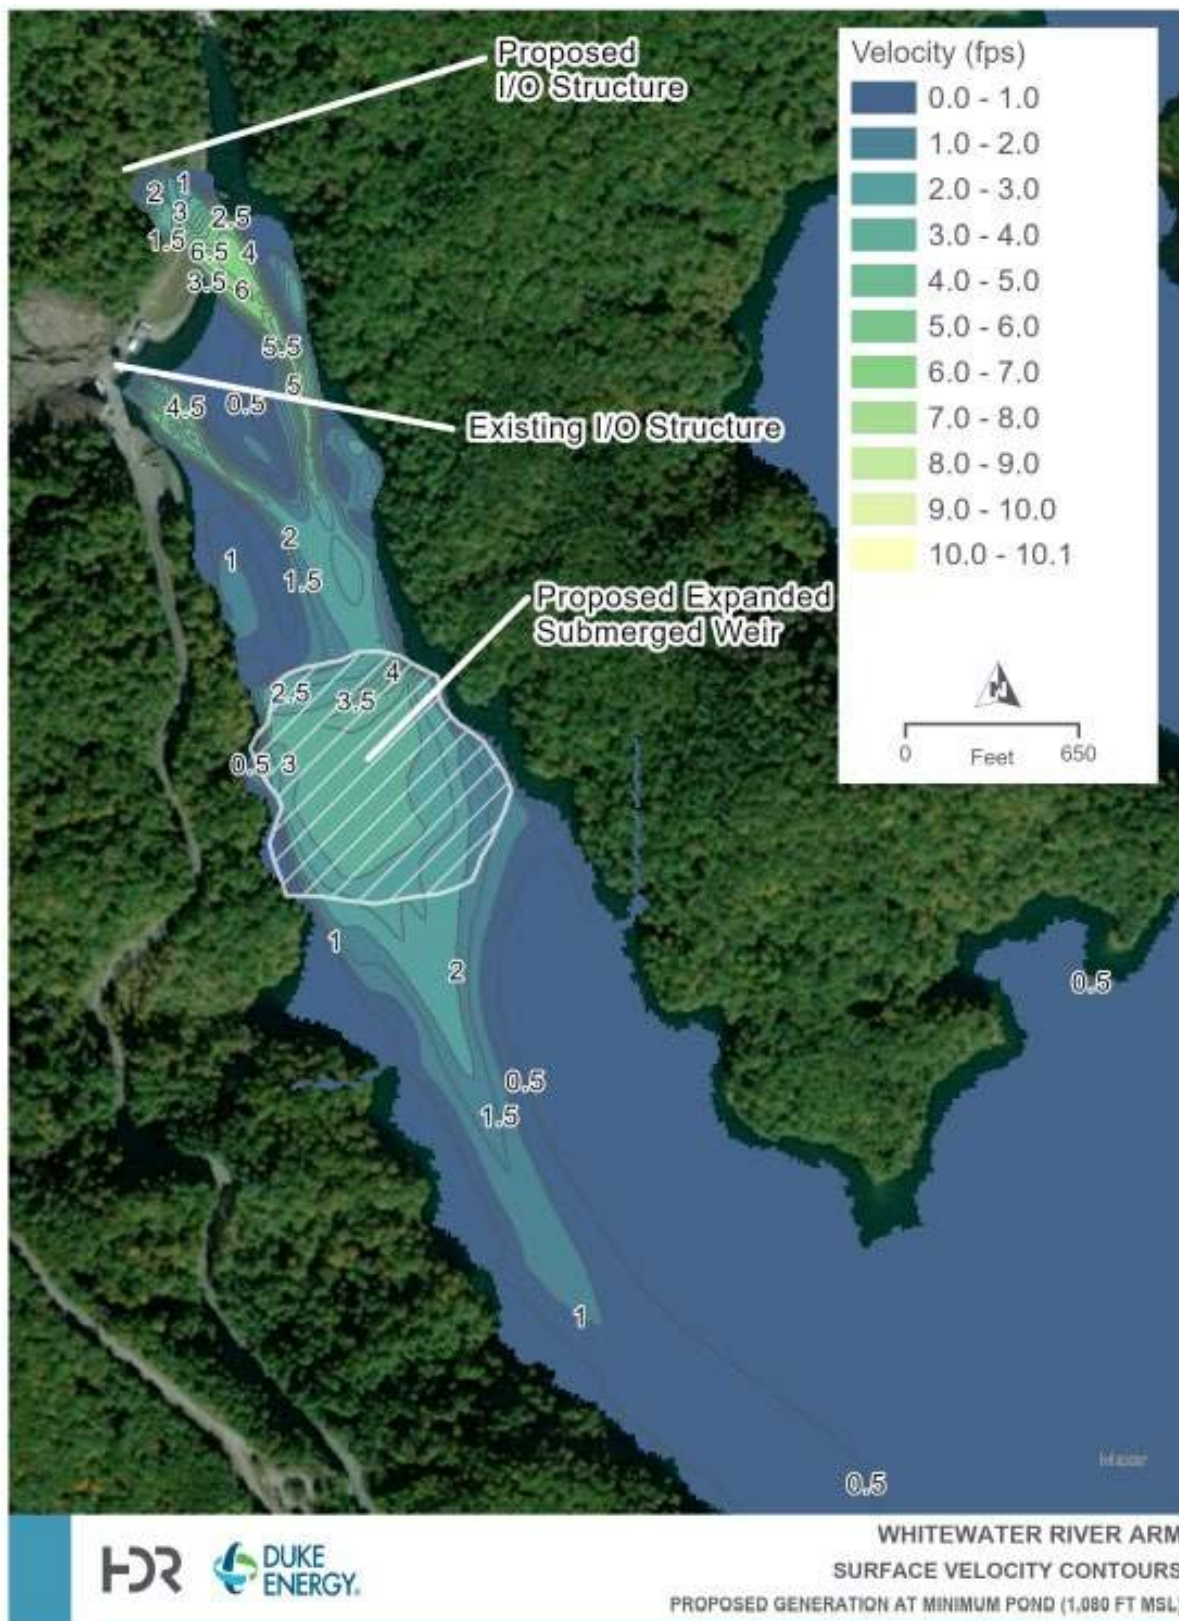 Proposed
I/O Structure
Velocity (fps)
0.0 - 1.0
1.0 - 2.0
2.0 - 3.0
3.0 - 4.0
4.0 - 5.0
5.0 - 6.0
6.0 - 7.0
7.0 - 8.0
8.0 - 9.0
9.0 - 10.0
10.0 - 10.1
N
0 650
Feet
2 1
3 2.5
1.5
6.5 4
3.5 6
5.5
5
4.5 0.5
Existing I/O Structure
2
1
1.5
Proposed Expanded
Submerged Weir
4
2.5 3.5
0.5 3
1
2
0.5
0.5
1.5
1
Maxar
0.5
HDR
DUKE
ENERGY.
WHITEWATER RIVER ARM
SURFACE VELOCITY CONTOURS
PROPOSED GENERATION AT MINIMUM POND (1,080 FT MSL)